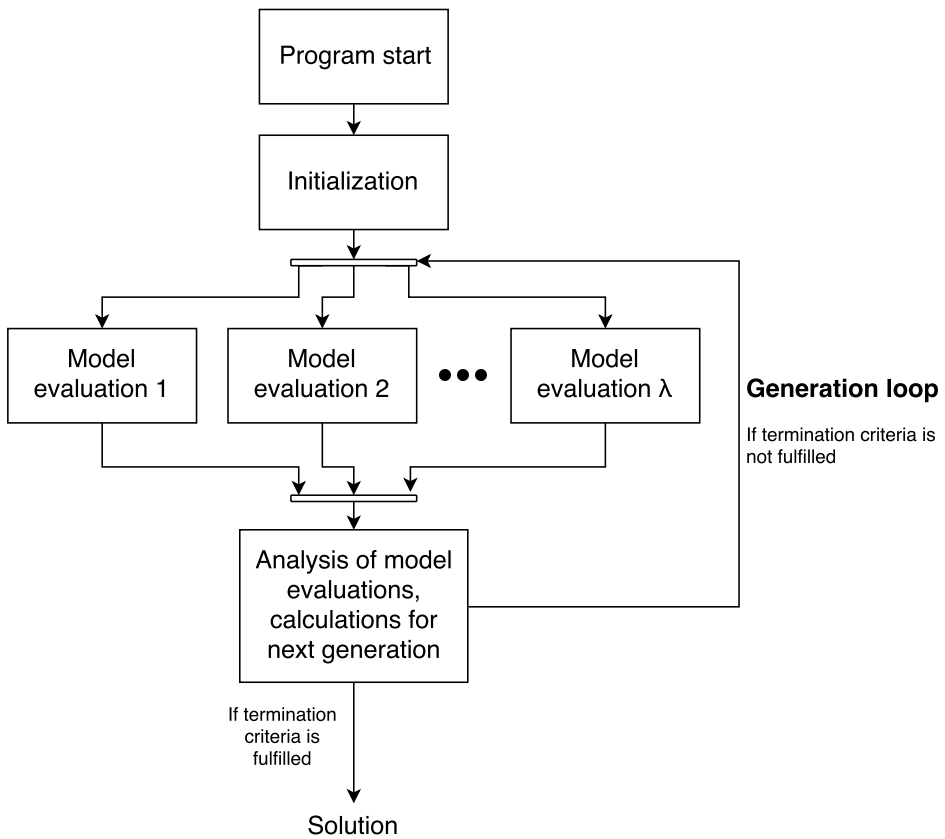 Program start
Initialization
Model
evaluation 1
Model
evaluation 2
Model
evaluation λ
Generation loop
If termination criteria is
not fulfilled
Analysis of model
evaluations,
calculations for
next generation
If termination
criteria is
fulfilled
Solution